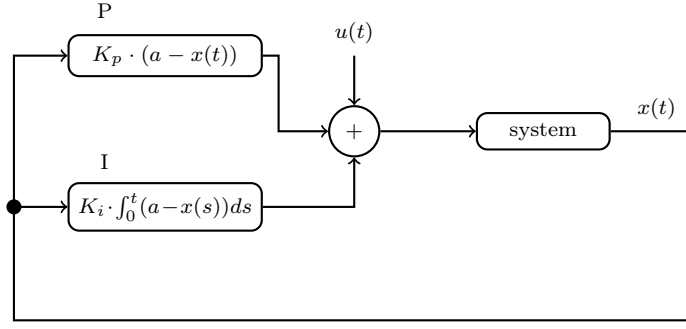 P
K_p · (a − x(t))
u(t)
+
system
x(t)
I
K_i · ∫_0^t (a−x(s))ds